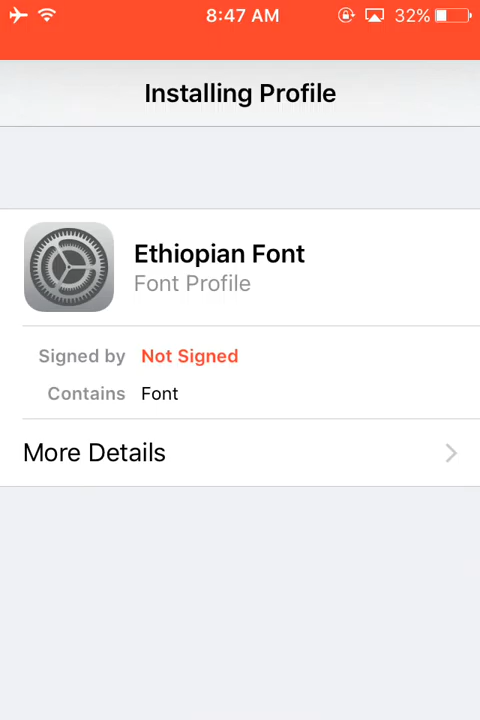 8:47 AM
32%
Installing Profile
Ethiopian Font
Font Profile
Signed by Not Signed
Contains Font
More Details